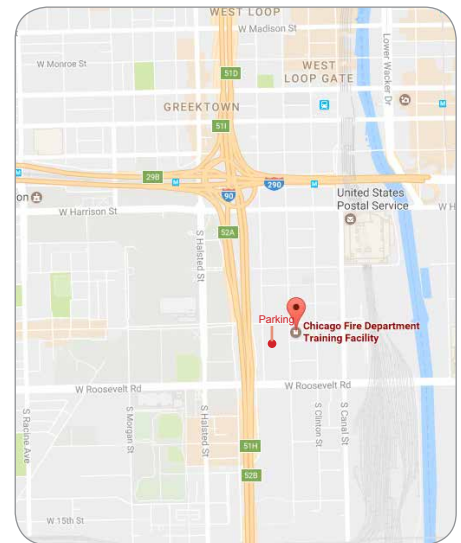 WEST LOOP
W Madison St
W Monroe St
51D
WEST
LOOP GATE
Lower Wacker Dr
GREEKTOWN
51I
29B
90
290
on
United States
Postal Service
W Harrison St
W H
S Halsted St
52A
Parking
Chicago Fire Department
Training Facility
W Roosevelt Rd
W Roosevelt Rd
S Racine Ave
S Morgan St
S Halsted St
S Clinton St
S Canal St
51H
52B
W 15th St